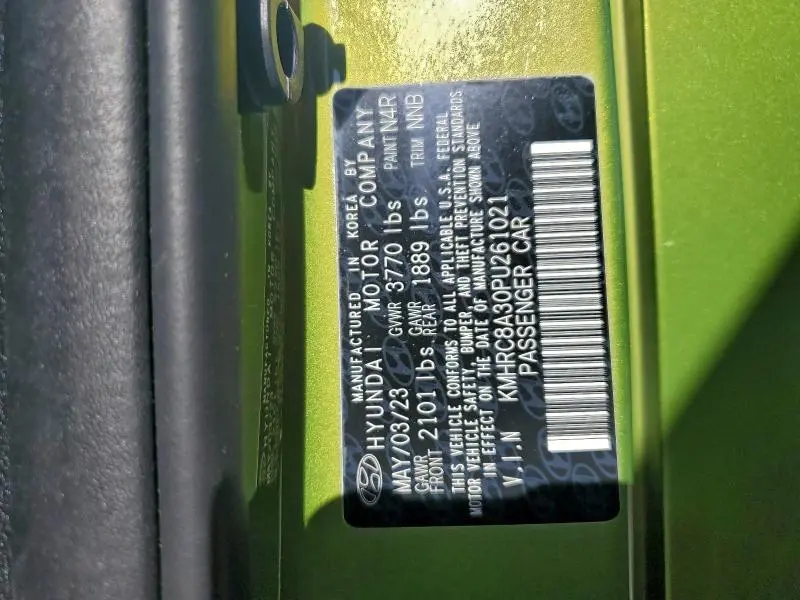 MANUFACTURED IN KOREA BY
HYUNDAI MOTOR COMPANY
MAY/03/23 GVWR 3770 lbs PAINT N4R
GAWR FRONT 2101 lbs GAWR REAR 1889 lbs TRIM NNB
THIS VEHICLE CONFORMS TO ALL APPLICABLE U.S.A. FEDERAL
MOTOR VEHICLE SAFETY, BUMPER, AND THEFT PREVENTION STANDARDS
IN EFFECT ON THE DATE OF MANUFACTURE SHOWN ABOVE
V.I.N KMHRC8A30PU261021
PASSENGER CAR